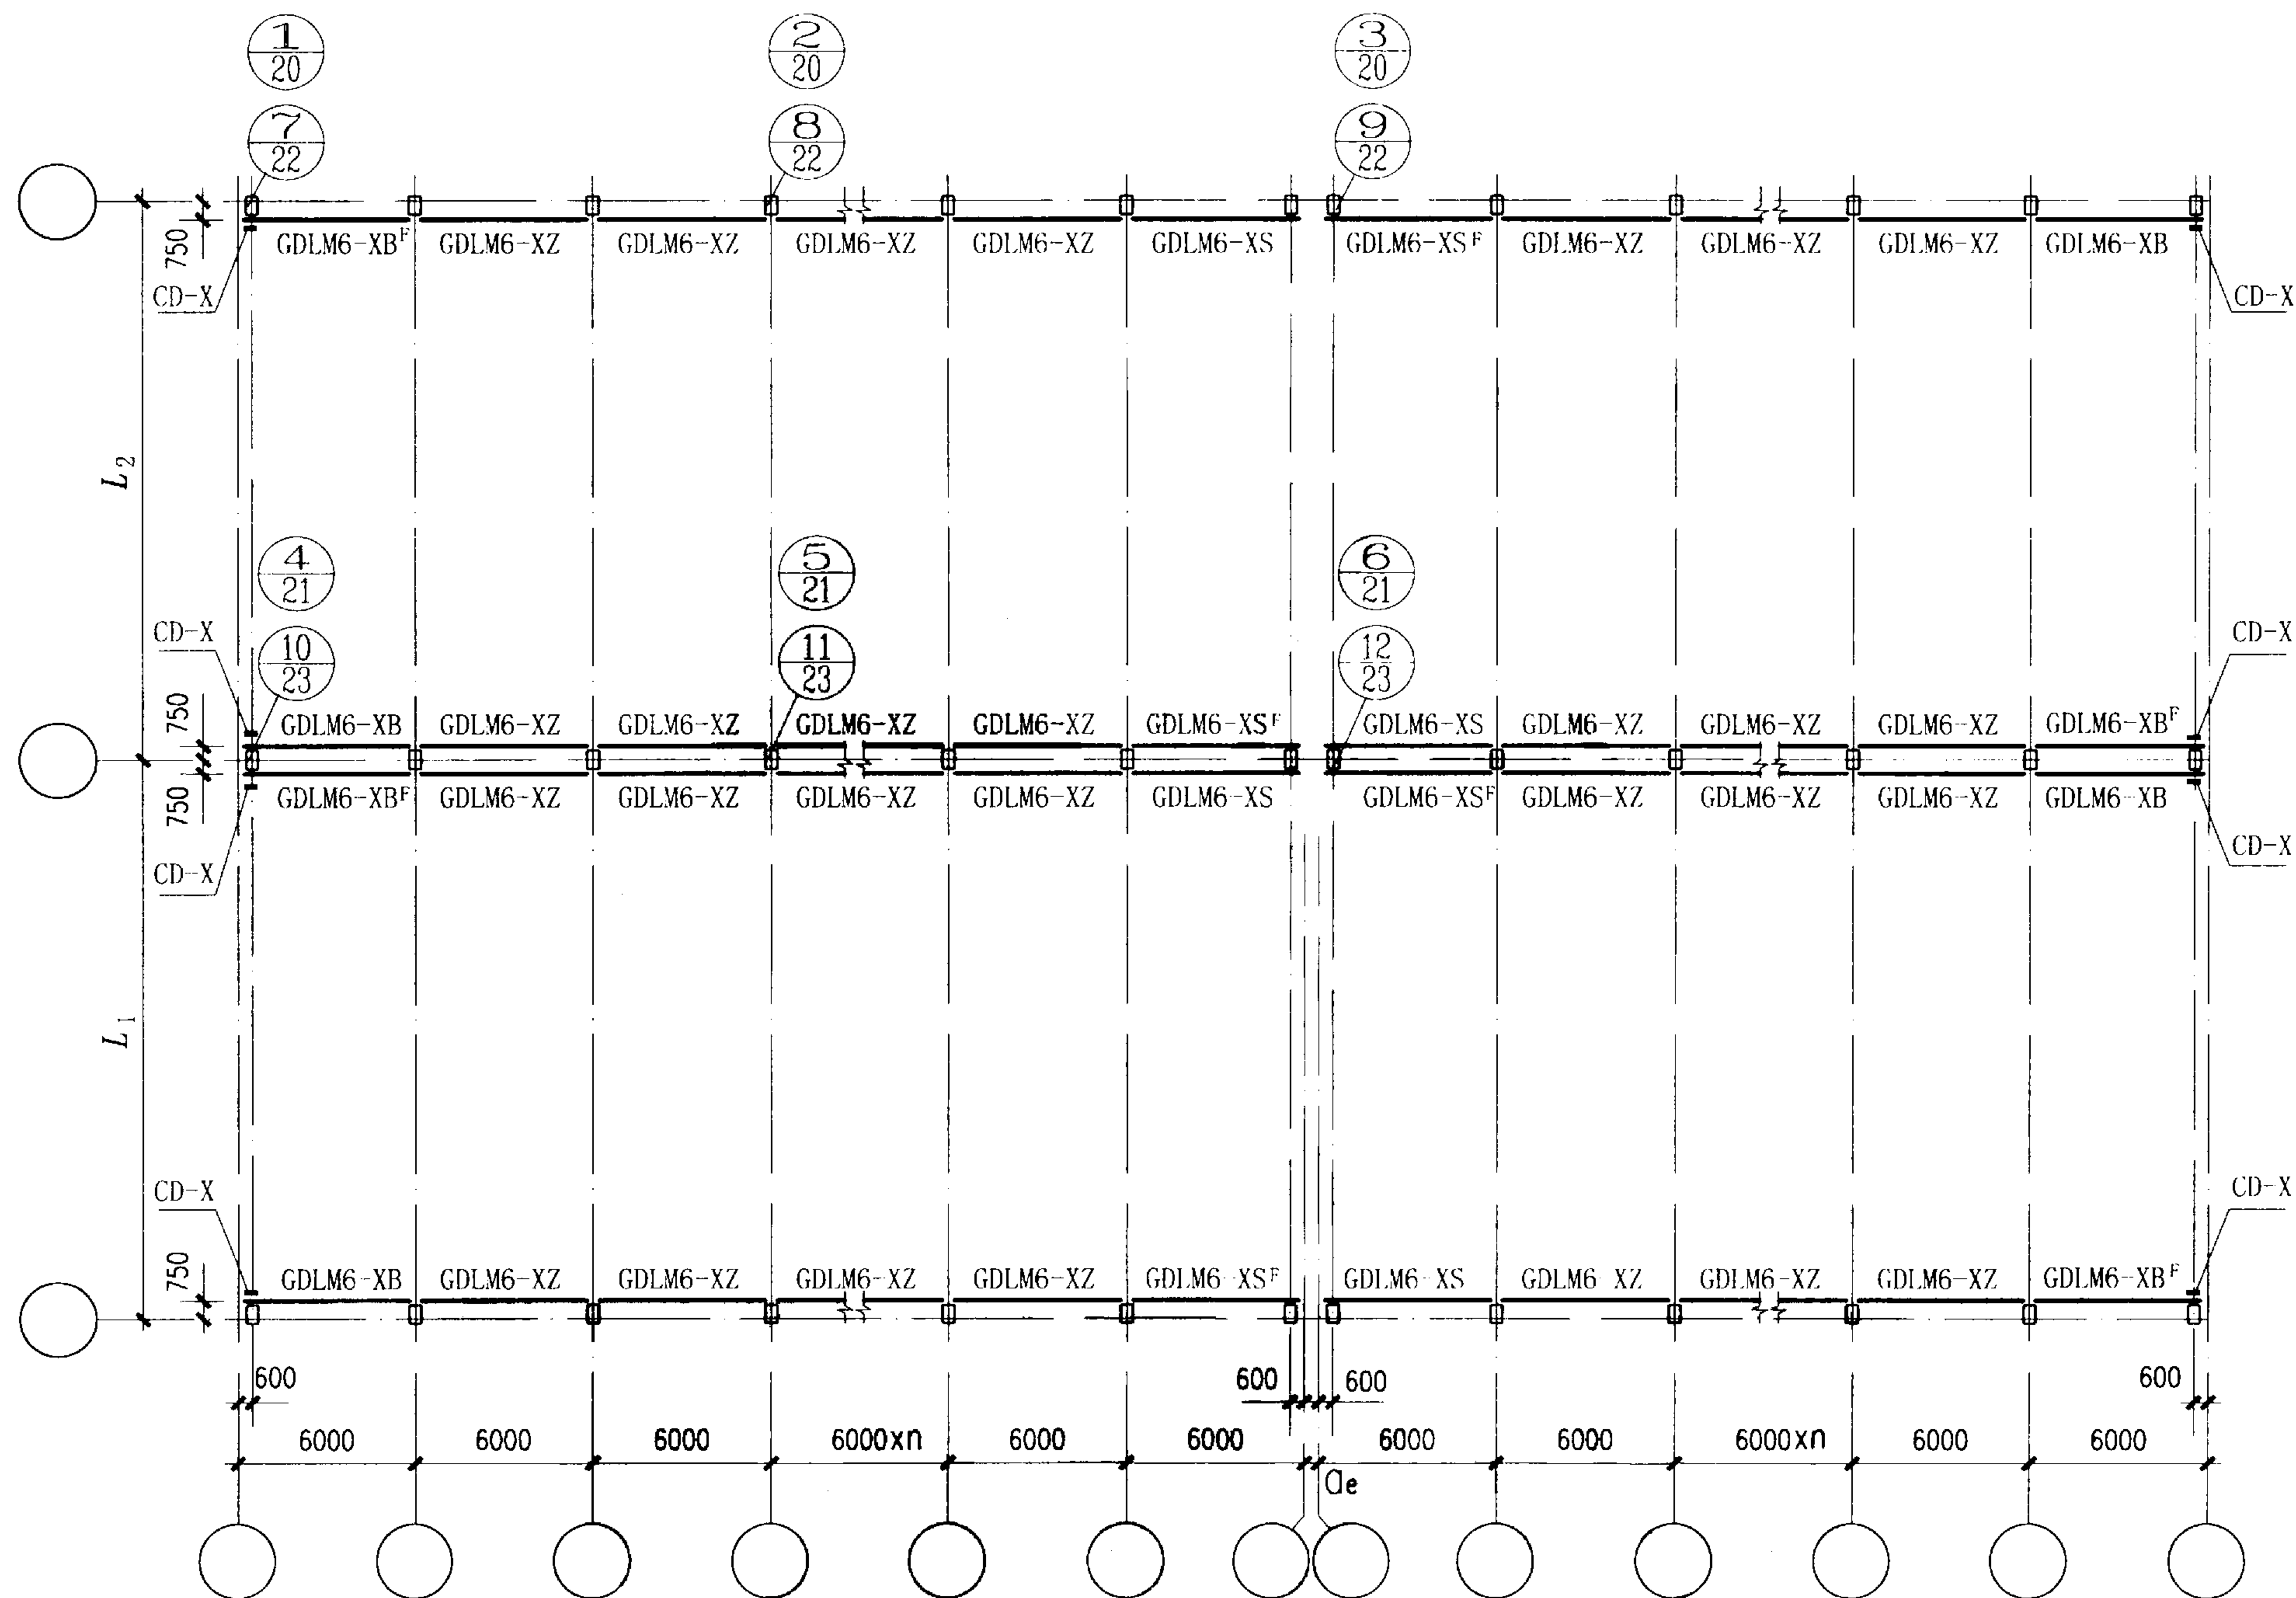 1 2 3
20 20 20
7 8 9
22 22 22
750
GDLM6-XBF GDLM6-XZ GDLM6-XZ GDLM6-XZ GDLM6-XZ GDLM6-XS GDLM6-XSF GDLM6-XZ GDLM6-XZ GDLM6-XZ GDLM6-XB
CD-X CD-X
L2
4 5 6
21 21 21
CD-X CD-X
10 11 12
23 23 23
750
GDLM6-XB GDLM6-XZ GDLM6-XZ GDLM6-XZ GDLM6-XZ GDLM6-XSF GDLM6-XS GDLM6-XZ GDLM6-XZ GDLM6-XZ GDLM6-XBF
750
GDLM6-XBF GDLM6-XZ GDLM6-XZ GDLM6-XZ GDLM6-XZ GDLM6-XS GDLM6-XSF GDLM6-XZ GDLM6-XZ GDLM6-XZ GDLM6-XB
CD-X CD-X
L1
CD-X CD-X
750
GDLM6-XB GDLM6-XZ GDLM6-XZ GDLM6-XZ GDLM6-XZ GDLM6-XSF GDLM6-XS GDLM6-XZ GDLM6-XZ GDLM6-XZ GDLM6-XBF
600 600 600 600
6000 6000 6000 6000xn 6000 6000 6000 6000 6000xn 6000 6000
ae